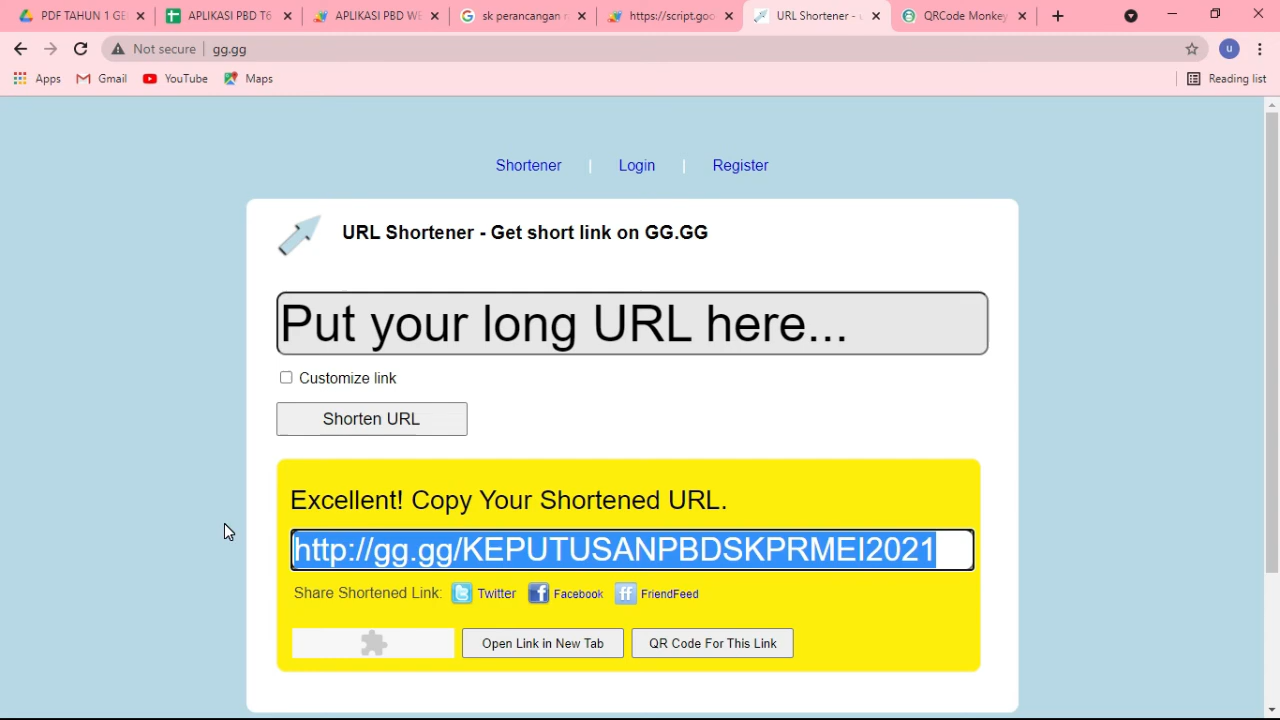 PDF TAHUN 1 GE
APLIKASI PBD T6
APLIKASI PBD WE
sk perancangan r
https://script.goo
URL Shortener - u
QRCode Monkey
Not secure
gg.gg
u
Apps
Gmail
YouTube
Maps
Reading list
Shortener | Login | Register
URL Shortener - Get short link on GG.GG
Put your long URL here...
Customize link
Shorten URL
Excellent! Copy Your Shortened URL.
http://gg.gg/KEPUTUSANPBDSKPRMEI2021
Share Shortened Link: Twitter Facebook FriendFeed
Open Link in New Tab
QR Code For This Link